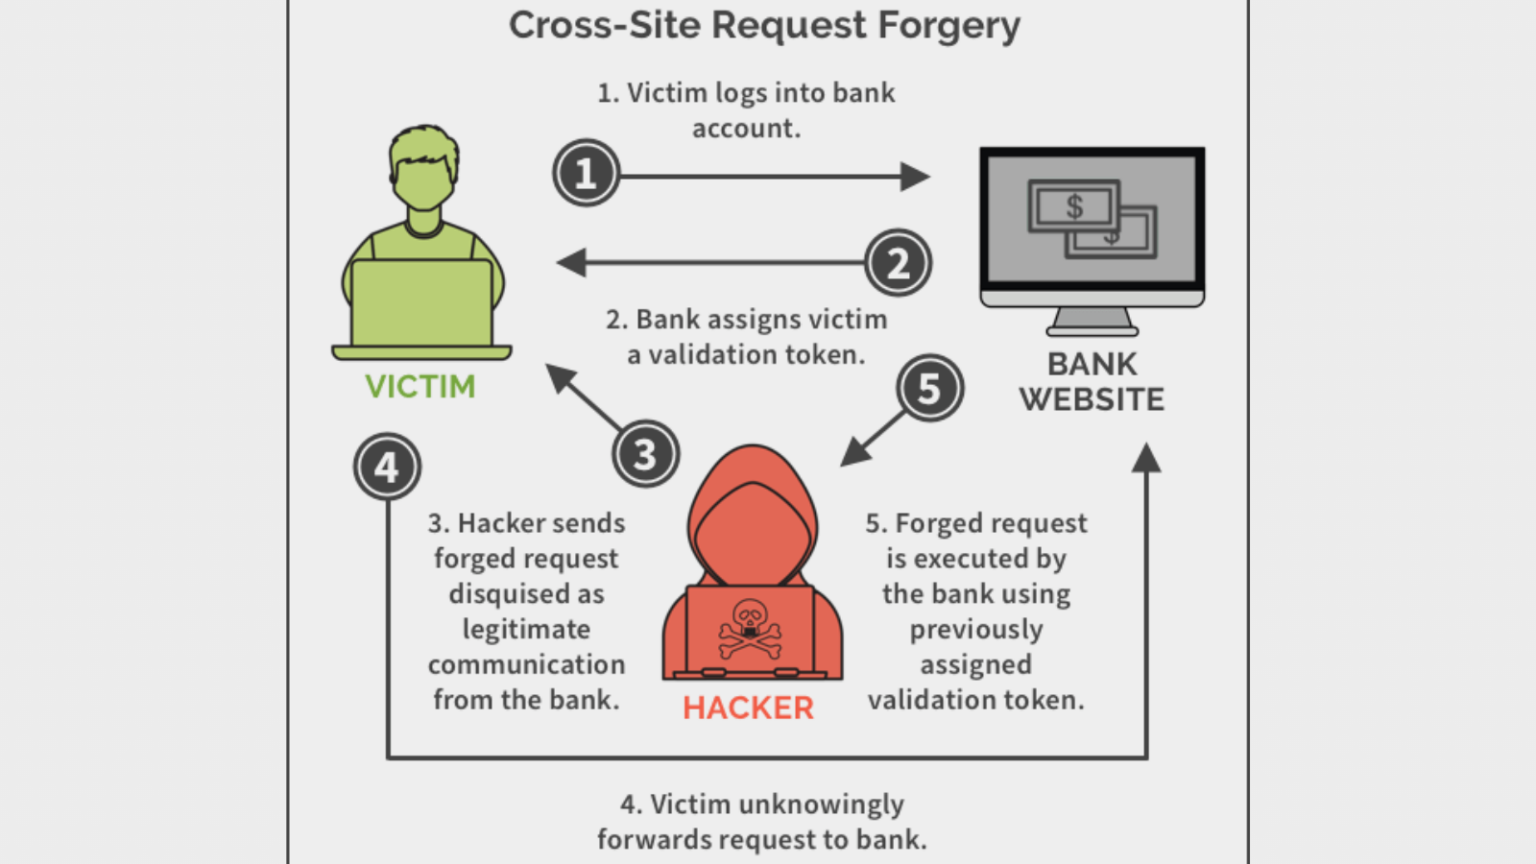 Cross-Site Request Forgery
1. Victim logs into bank
account.
1
2
2. Bank assigns victim
a validation token.
$
$
BANK
WEBSITE
VICTIM
5
3
4
3. Hacker sends
forged request
disquised as
legitimate
communication
from the bank.
5. Forged request
is executed by
the bank using
previously
assigned
validation token.
HACKER
4. Victim unknowingly
forwards request to bank.